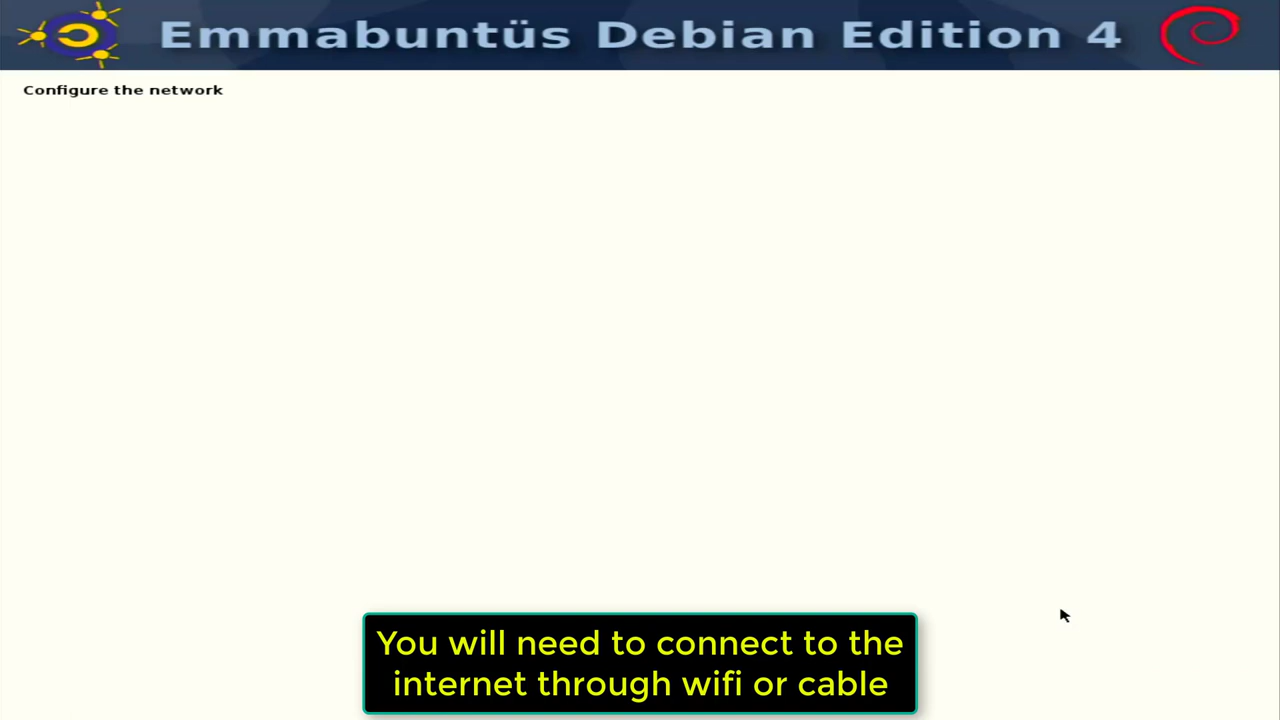 Emmabuntüs Debian Edition 4
Configure the network
You will need to connect to the
internet through wifi or cable